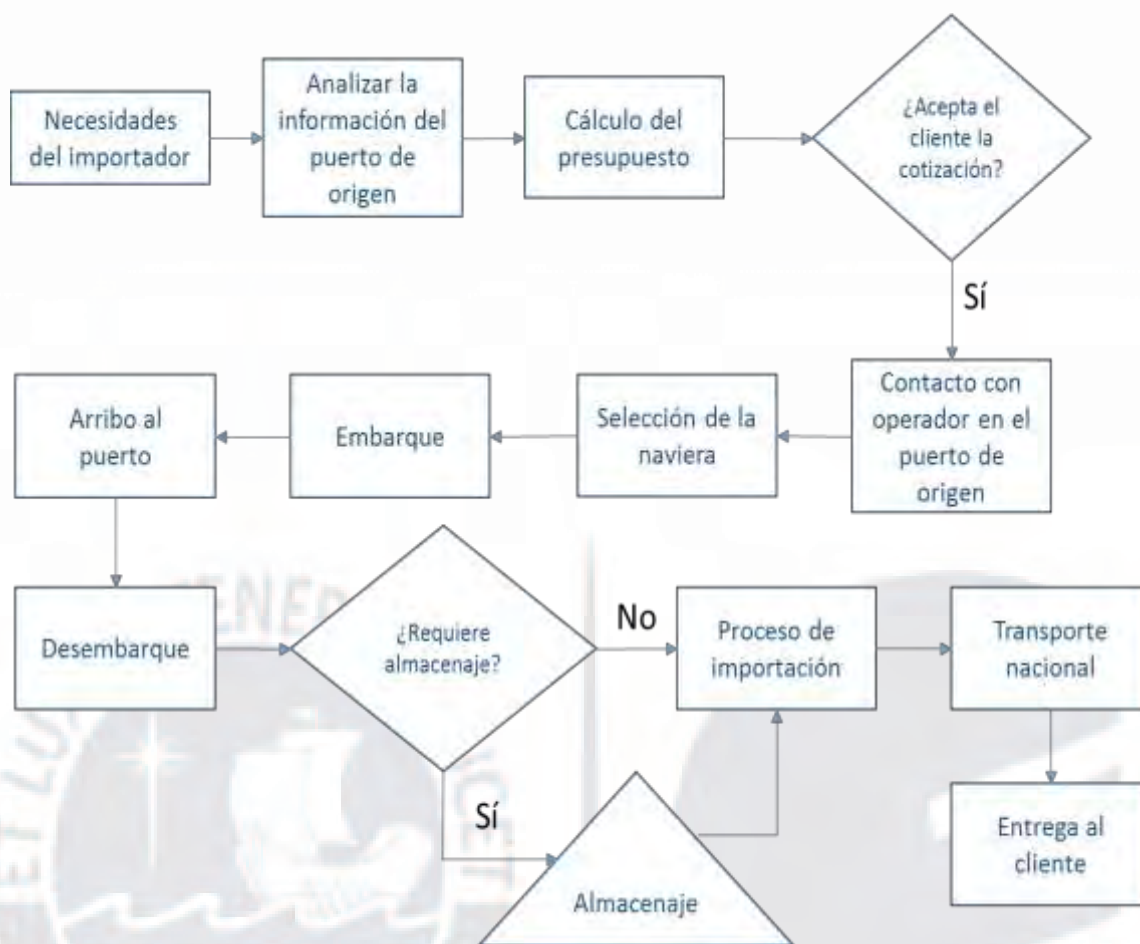 Necesidades
del importador
Analizar la
información del
puerto de
origen
Cálculo del
presupuesto
¿Acepta el
cliente la
cotización?
Sí
Contacto con
operador en el
puerto de
origen
Selección de la
naviera
Embarque
Arribo al
puerto
Desembarque
¿Requiere
almacenaje?
No
Proceso de
importación
Transporte
nacional
Sí
Almacenaje
Entrega al
cliente